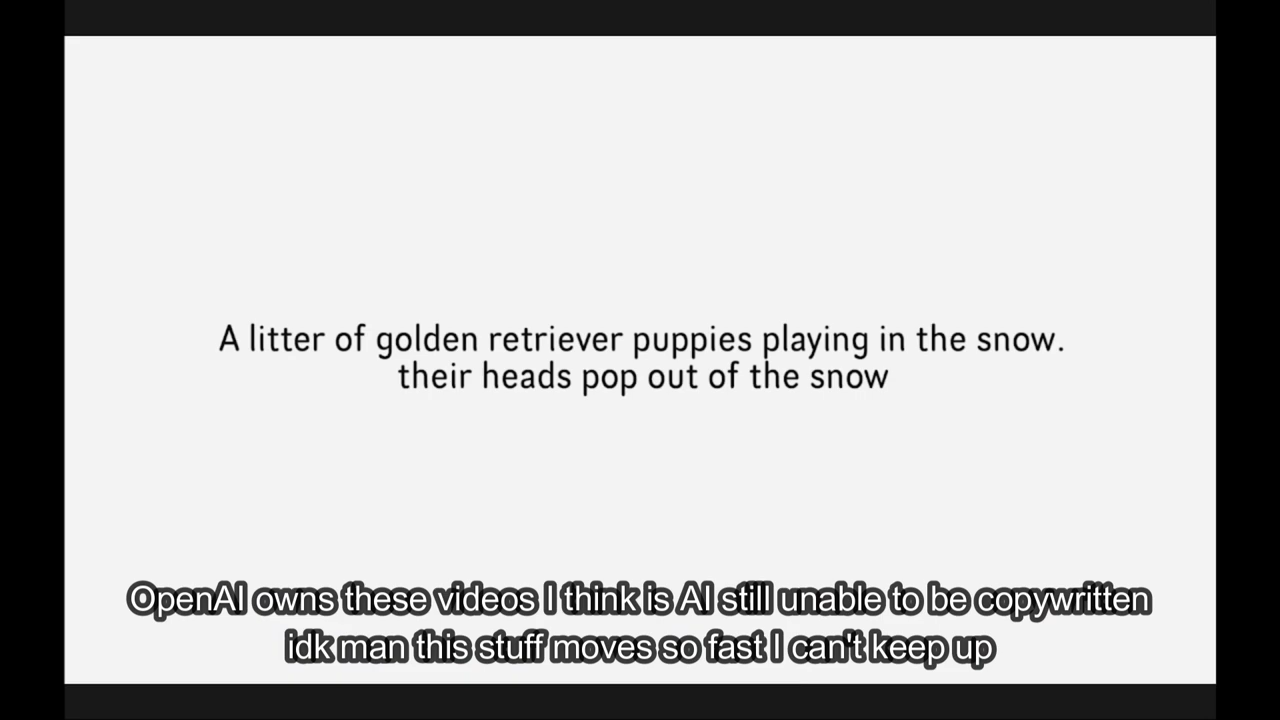 A litter of golden retriever puppies playing in the snow.
their heads pop out of the snow
OpenAI owns these videos I think is AI still unable to be copywritten
idk man this stuff moves so fast I can't keep up